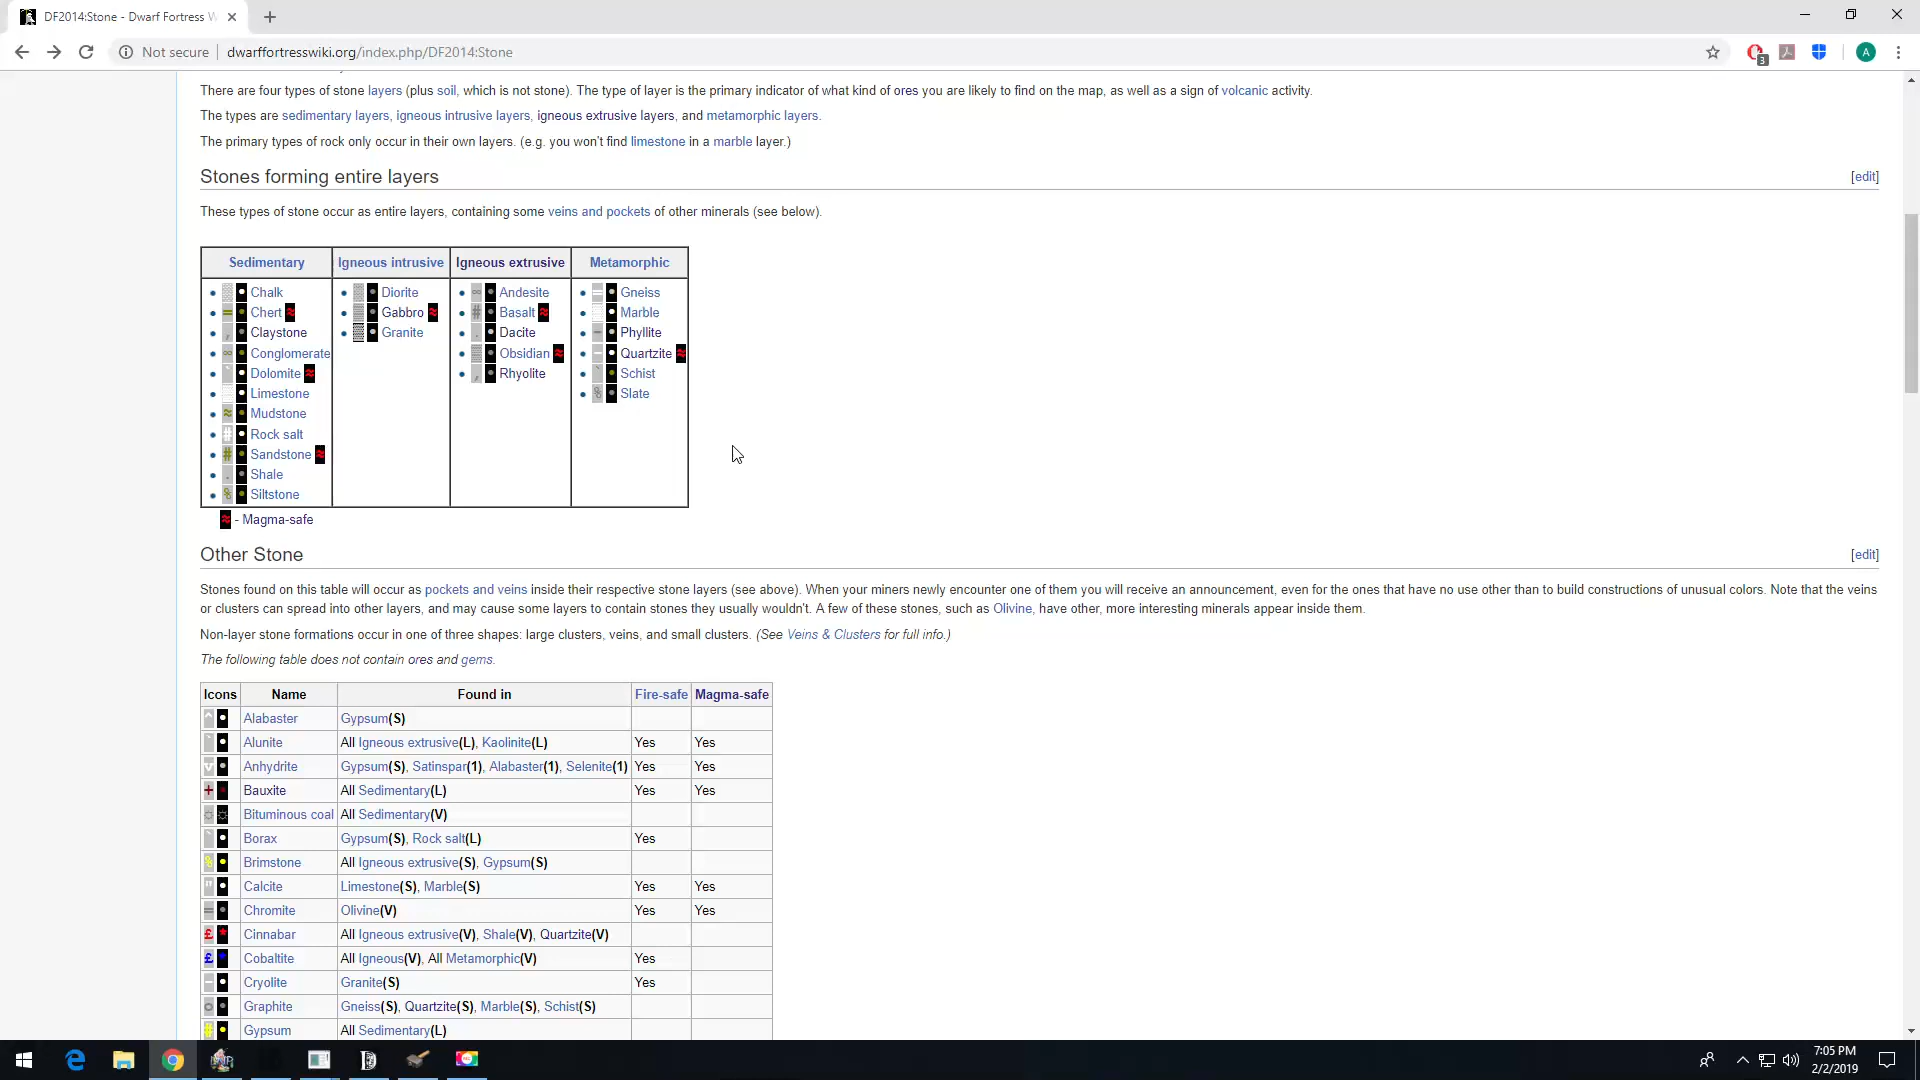 DF2014:Stone - Dwarf Fortress W
Not secure | dwarffortresswiki.org/index.php/DF2014:Stone
3
A
There are four types of stone layers (plus soil, which is not stone). The type of layer is the primary indicator of what kind of ores you are likely to find on the map, as well as a sign of volcanic activity.
The types are sedimentary layers, igneous intrusive layers, igneous extrusive layers, and metamorphic layers.
The primary types of rock only occur in their own layers. (e.g. you won't find limestone in a marble layer.)
Stones forming entire layers [edit]
These types of stone occur as entire layers, containing some veins and pockets of other minerals (see below).
Sedimentary Igneous intrusive Igneous extrusive Metamorphic
Chalk Diorite Andesite Gneiss
Chert Gabbro Basalt Marble
Claystone Granite Dacite Phyllite
Conglomerate Obsidian Quartzite
Dolomite Rhyolite Schist
Limestone Slate
Mudstone
Rock salt
Sandstone
Shale
Siltstone
- Magma-safe
Other Stone [edit]
Stones found on this table will occur as pockets and veins inside their respective stone layers (see above). When your miners newly encounter one of them you will receive an announcement, even for the ones that have no use other than to build constructions of unusual colors. Note that the veins
or clusters can spread into other layers, and may cause some layers to contain stones they usually wouldn't. A few of these stones, such as Olivine, have other, more interesting minerals appear inside them.
Non-layer stone formations occur in one of three shapes: large clusters, veins, and small clusters. (See Veins & Clusters for full info.)
The following table does not contain ores and gems.
Icons Name Found in Fire-safe Magma-safe
Alabaster Gypsum(S)
Alunite All Igneous extrusive(L), Kaolinite(L) Yes Yes
Anhydrite Gypsum(S), Satinspar(1), Alabaster(1), Selenite(1) Yes Yes
Bauxite All Sedimentary(L) Yes Yes
Bituminous coal All Sedimentary(V)
Borax Gypsum(S), Rock salt(L) Yes
Brimstone All Igneous extrusive(S), Gypsum(S)
Calcite Limestone(S), Marble(S) Yes Yes
Chromite Olivine(V) Yes Yes
Cinnabar All Igneous extrusive(V), Shale(V), Quartzite(V)
Cobaltite All Igneous(V), All Metamorphic(V) Yes
Cryolite Granite(S) Yes
Graphite Gneiss(S), Quartzite(S), Marble(S), Schist(S)
Gypsum All Sedimentary(L)
7:05 PM
2/2/2019